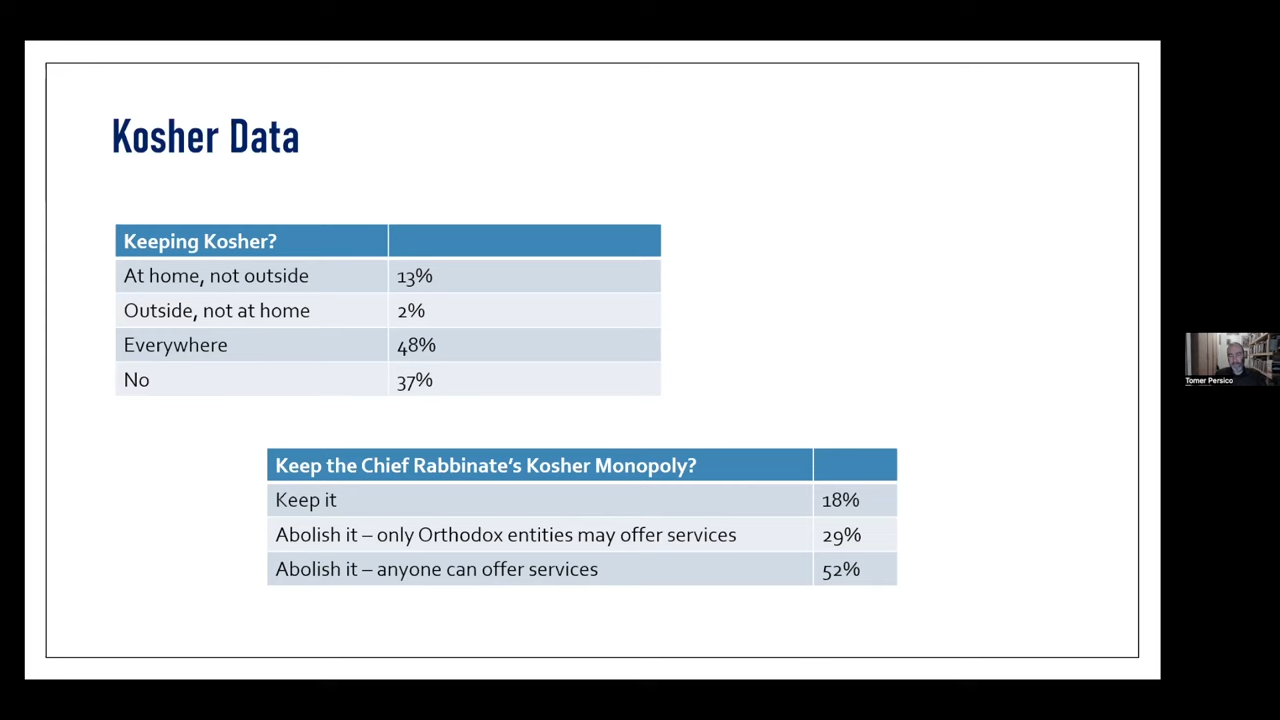 Kosher Data
Keeping Kosher?
At home, not outside 13%
Outside, not at home 2%
Everywhere 48%
No 37%
Keep the Chief Rabbinate's Kosher Monopoly?
Keep it 18%
Abolish it – only Orthodox entities may offer services 29%
Abolish it – anyone can offer services 52%
Tomer Persico